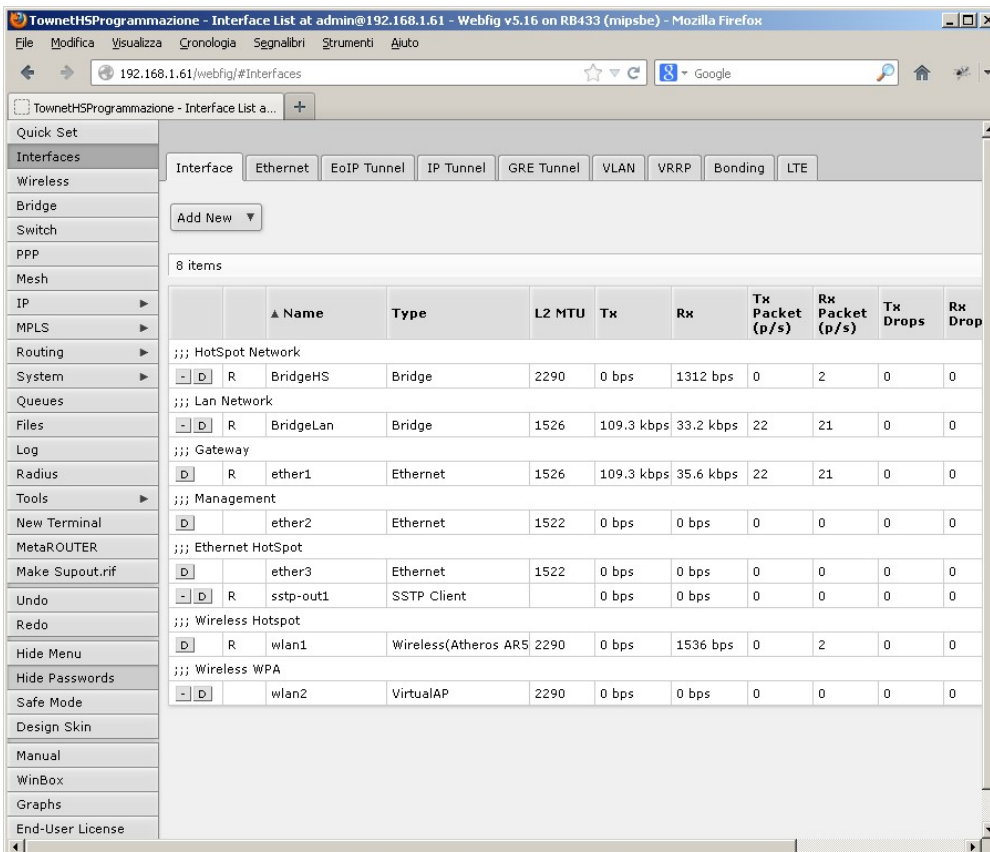 TownetHSProgrammazione - Interface List at admin@192.168.1.61 - Webfig v5.16 on RB433 (mipsbe) - Mozilla Firefox
File Modifica Visualizza Cronologia Segnalibri Strumenti Aiuto
192.168.1.61/webfig/#Interfaces
Google
TownetHSProgrammazione - Interface List a...
Quick Set
Interfaces
Wireless
Bridge
Switch
PPP
Mesh
IP
MPLS
Routing
System
Queues
Files
Log
Radius
Tools
New Terminal
MetaROUTER
Make Supout.rif
Undo
Redo
Hide Menu
Hide Passwords
Safe Mode
Design Skin
Manual
WinBox
Graphs
End-User License
Interface Ethernet EoIP Tunnel IP Tunnel GRE Tunnel VLAN VRRP Bonding LTE
Add New ▼
8 items
▲ Name Type L2 MTU Tx Rx Tx Packet (p/s) Rx Packet (p/s) Tx Drops Rx Drop
;;; HotSpot Network
- D R BridgeHS Bridge 2290 0 bps 1312 bps 0 2 0 0
;;; Lan Network
- D R BridgeLan Bridge 1526 109.3 kbps 33.2 kbps 22 21 0 0
;;; Gateway
D R ether1 Ethernet 1526 109.3 kbps 35.6 kbps 22 21 0 0
;;; Management
D ether2 Ethernet 1522 0 bps 0 bps 0 0 0 0
;;; Ethernet HotSpot
D ether3 Ethernet 1522 0 bps 0 bps 0 0 0 0
- D R sstp-out1 SSTP Client 0 bps 0 bps 0 0 0 0
;;; Wireless Hotspot
D R wlan1 Wireless(Atheros AR5 2290 0 bps 1536 bps 0 2 0 0
;;; Wireless WPA
- D wlan2 VirtualAP 2290 0 bps 0 bps 0 0 0 0